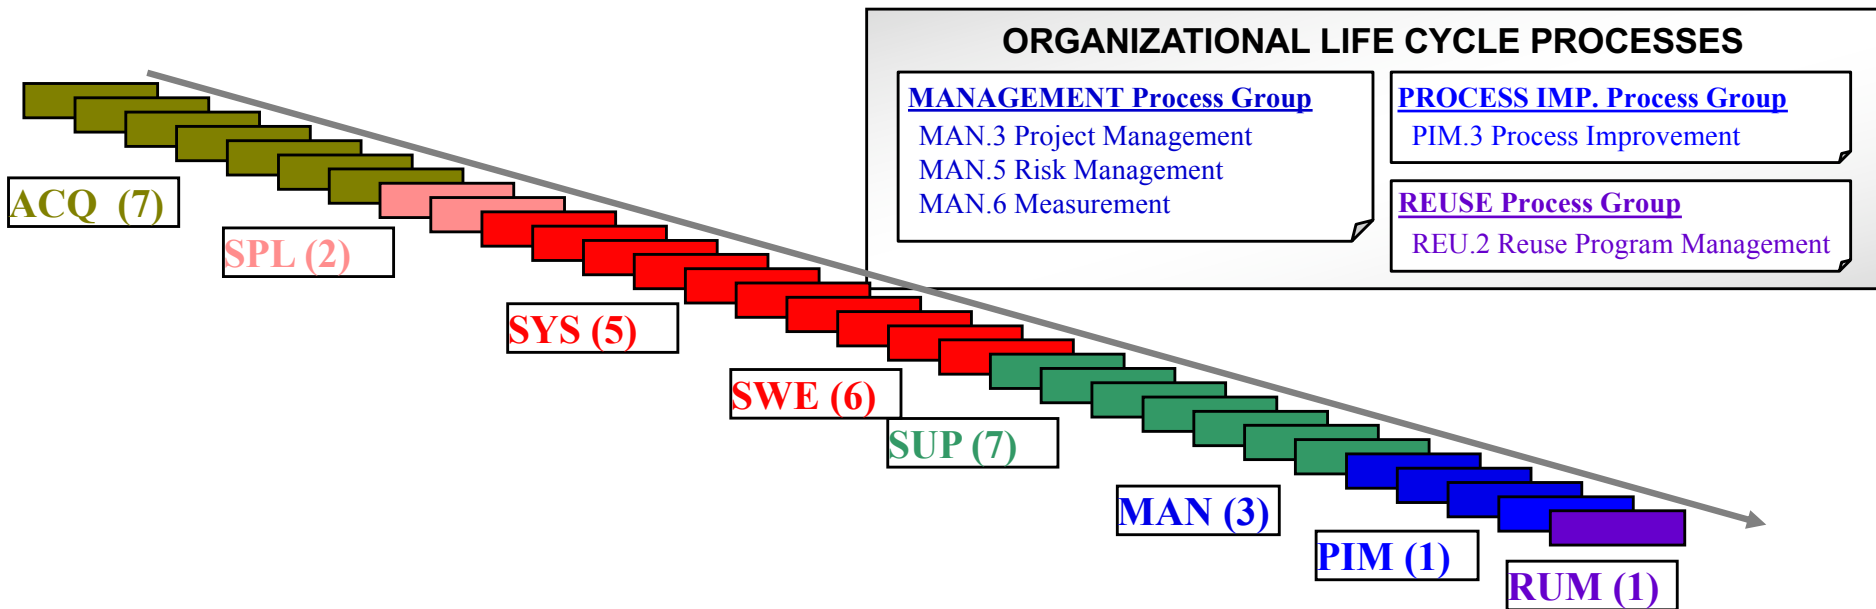 ORGANIZATIONAL LIFE CYCLE PROCESSES
MANAGEMENT Process Group
MAN.3 Project Management
MAN.5 Risk Management
MAN.6 Measurement
PROCESS IMP. Process Group
PIM.3 Process Improvement
REUSE Process Group
REU.2 Reuse Program Management
ACQ (7)
SPL (2)
SYS (5)
SWE (6)
SUP (7)
MAN (3)
PIM (1)
RUM (1)